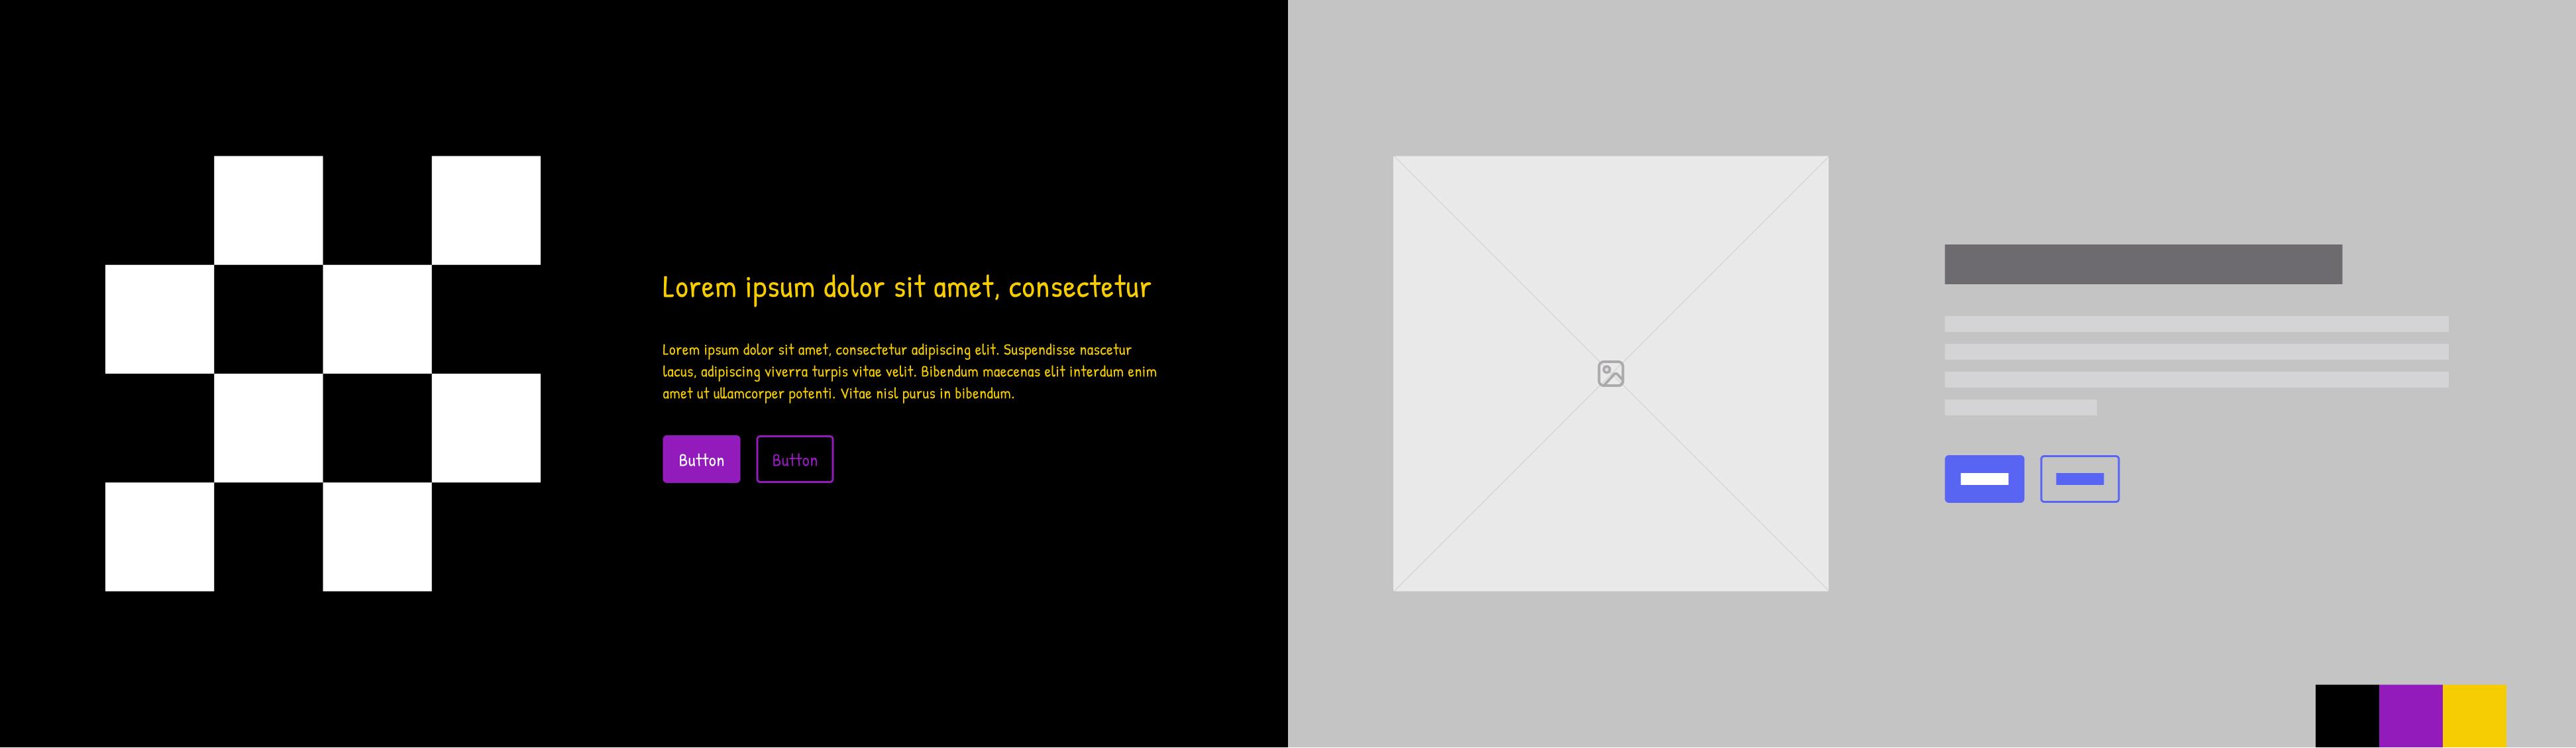 Lorem ipsum dolor sit amet, consectetur
Lorem ipsum dolor sit amet, consectetur adipiscing elit. Suspendisse nascetur
lacus, adipiscing viverra turpis vitae velit. Bibendum maecenas elit interdum enim
amet ut ullamcorper potenti. Vitae nisl purus in bibendum.
Button
Button